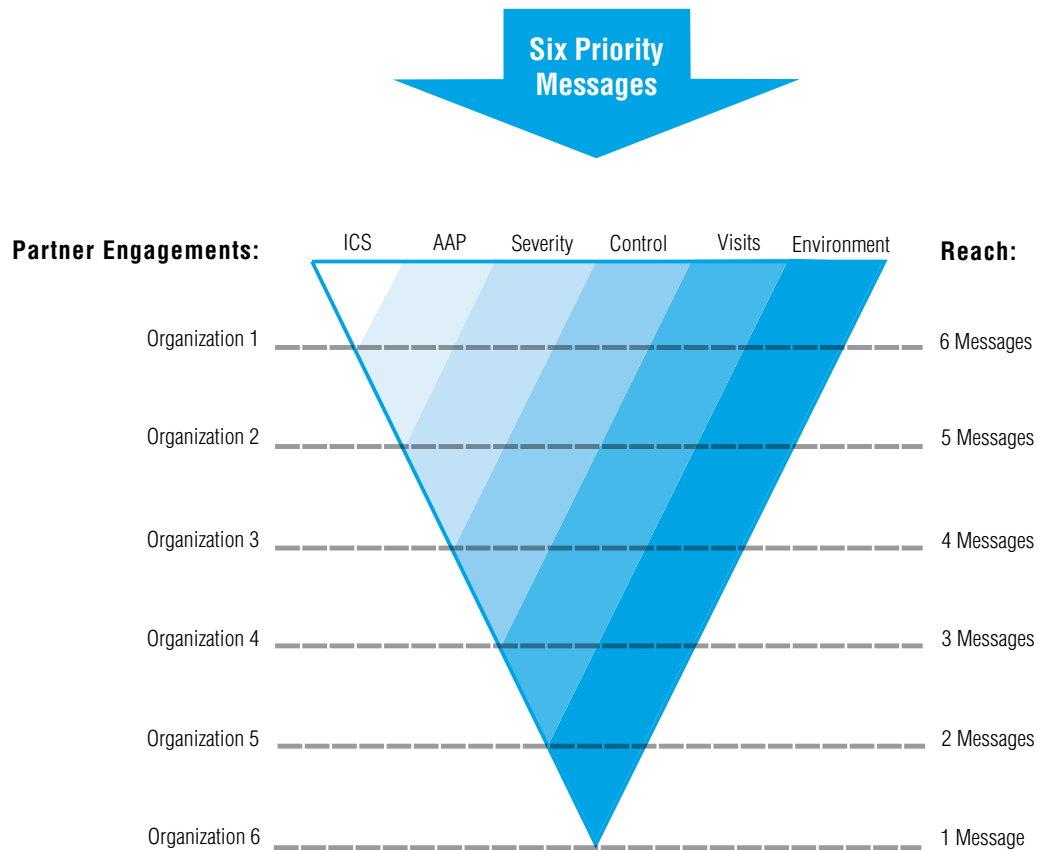 Six Priority
Messages
Partner Engagements:
ICS
AAP
Severity
Control
Visits
Environment
Reach:
Organization 1
6 Messages
Organization 2
5 Messages
Organization 3
4 Messages
Organization 4
3 Messages
Organization 5
2 Messages
Organization 6
1 Message